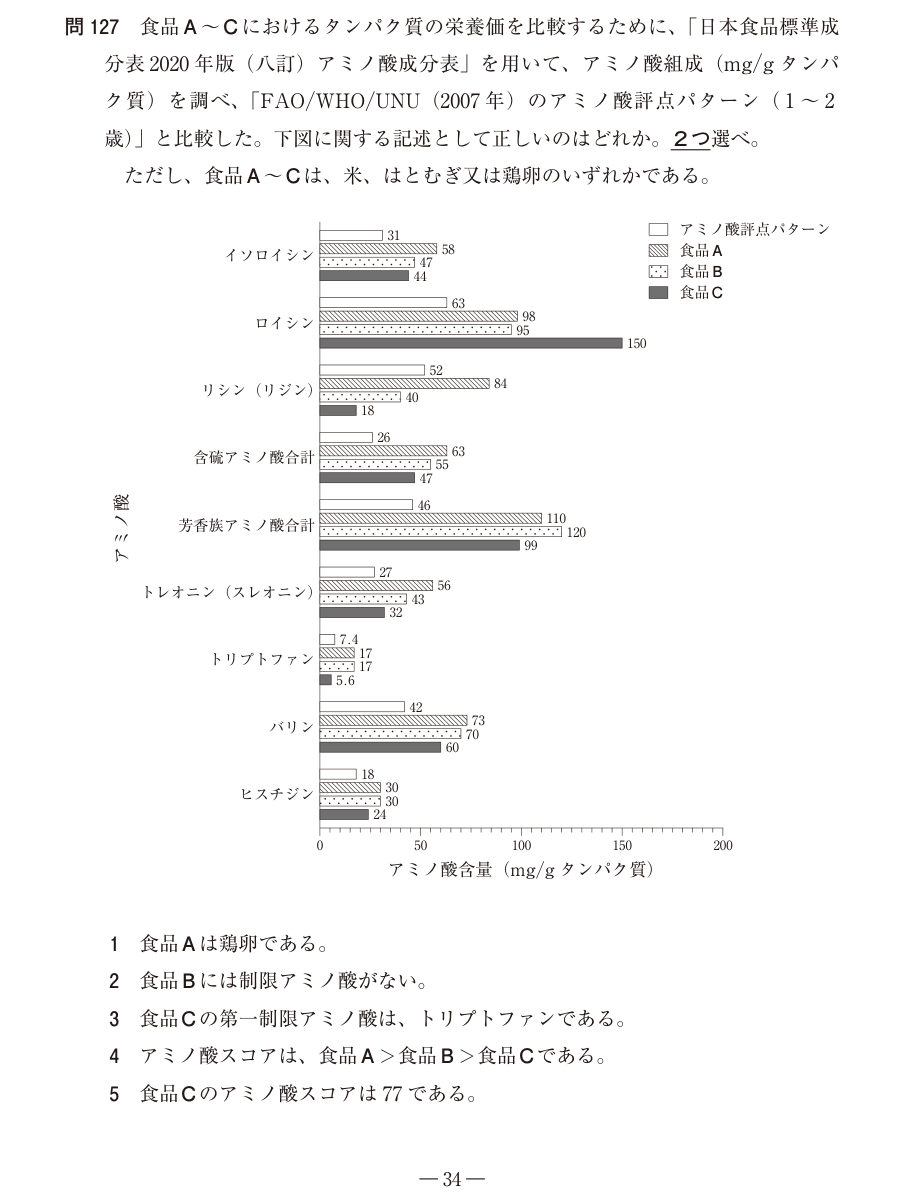 問 127 食品A～Cにおけるタンパク質の栄養価を比較するために、「日本食品標準成
分表 2020 年版（八訂）アミノ酸成分表」を用いて、アミノ酸組成（mg/g タンパ
ク質）を調べ、「FAO/WHO/UNU（2007 年）のアミノ酸評点パターン（1～2
歳）」と比較した。下図に関する記述として正しいのはどれか。2つ選べ。
ただし、食品A～Cは、米、はとむぎ又は鶏卵のいずれかである。
アミノ酸評点パターン
食品A
食品B
食品C
アミノ酸
イソロイシン
31
58
47
44
ロイシン
63
98
95
150
リシン（リジン）
52
84
40
18
含硫アミノ酸合計
26
63
55
47
芳香族アミノ酸合計
46
110
120
99
トレオニン（スレオニン）
27
56
43
32
トリプトファン
7.4
17
17
5.6
バリン
42
73
70
60
ヒスチジン
18
30
30
24
0 50 100 150 200
アミノ酸含量（mg/g タンパク質）
1 食品Aは鶏卵である。
2 食品Bには制限アミノ酸がない。
3 食品Cの第一制限アミノ酸は、トリプトファンである。
4 アミノ酸スコアは、食品A＞食品B＞食品Cである。
5 食品Cのアミノ酸スコアは 77 である。
― 34 ―